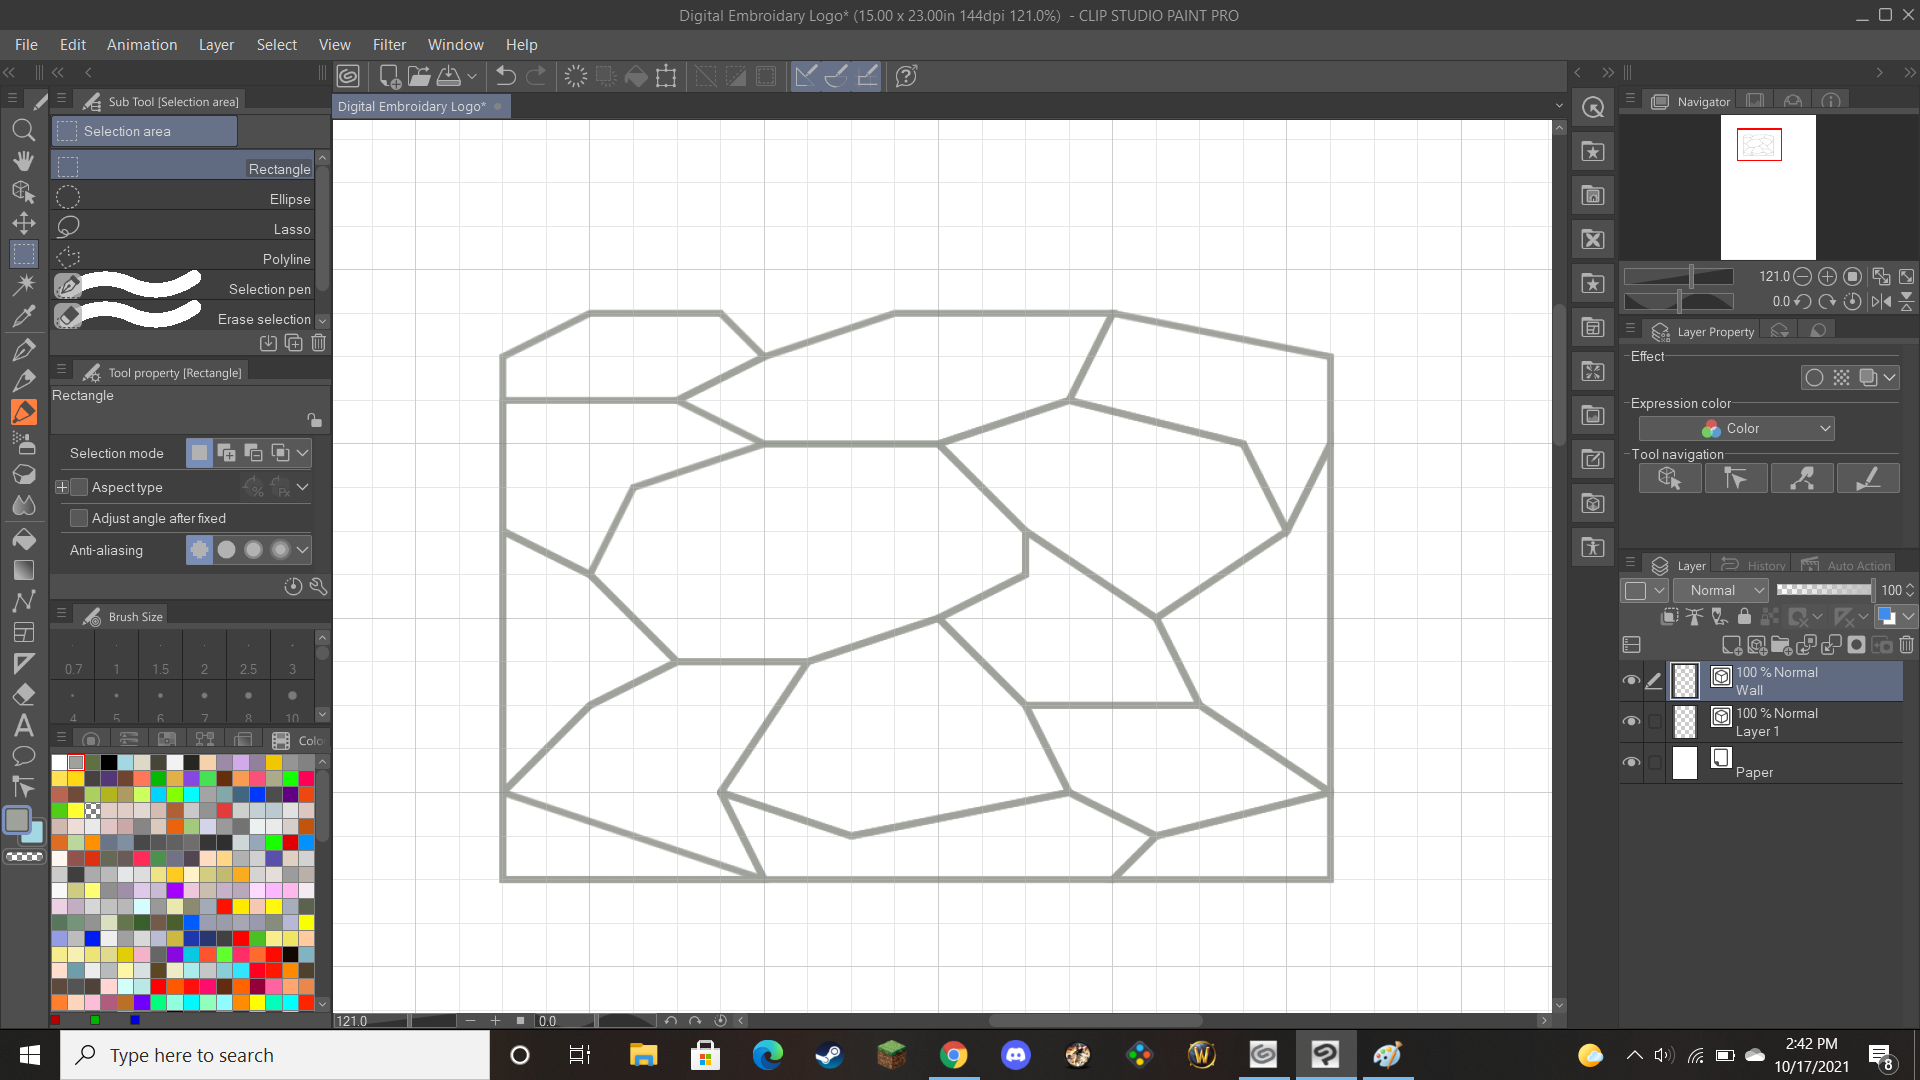 Digital Embroidary Logo* (15.00 x 23.00in 144dpi 121.0%) - CLIP STUDIO PAINT PRO
File Edit Animation Layer Select View Filter Window Help
Sub Tool [Selection area]
Selection area
Rectangle
Ellipse
Lasso
Polyline
Selection pen
Erase selection
Tool property [Rectangle]
Rectangle
Selection mode
Aspect type
Adjust angle after fixed
Anti-aliasing
Brush Size
0.7 1 1.5 2 2.5 3
4 5 6 7 8 10
Colo
Digital Embroidary Logo*
121.0
0.0
Navigator
121.0
0.0
Layer Property
Effect
Expression color
Color
Tool navigation
Layer History Auto Action
Normal 100
100 % Normal
Wall
100 % Normal
Layer 1
Paper
Type here to search
2:42 PM
10/17/2021
8